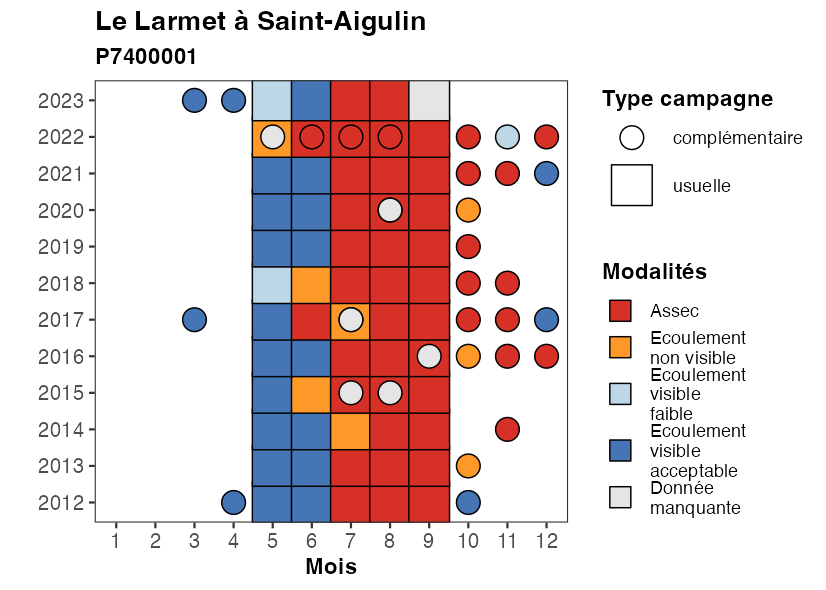 Le Larmet à Saint-Aigulin
P7400001
2023
2022
2021
2020
2019
2018
2017
2016
2015
2014
2013
2012
1 2 3 4 5 6 7 8 9 10 11 12
Mois
Type campagne
complémentaire
usuelle
Modalités
Assec
Ecoulement
non visible
Ecoulement
visible
faible
Ecoulement
visible
acceptable
Donnée
manquante